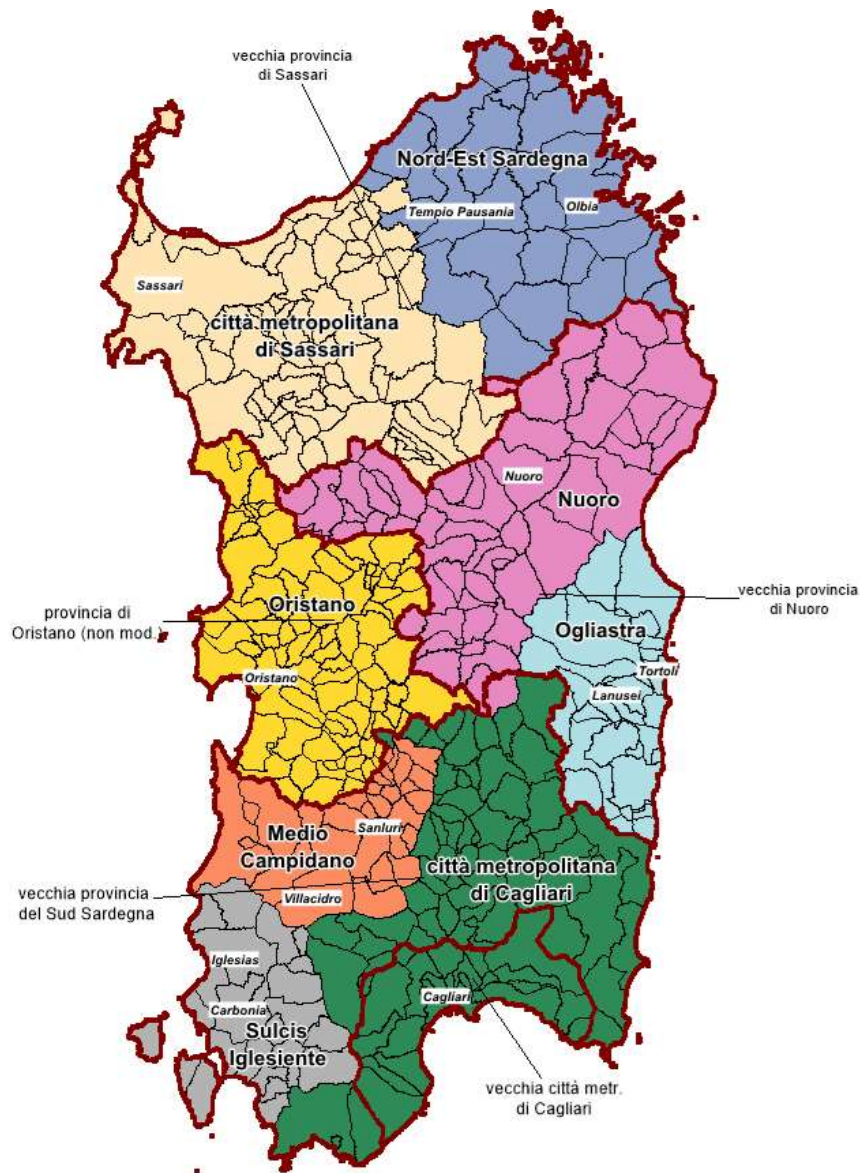 vecchia provincia
di Sassari
Nord-Est Sardegna
Tempio Pausania
Olbia
Sassari
città metropolitana
di Sassari
Nuoro
Nuoro
vecchia provincia
di Nuoro
Oristano
provincia di
Oristano (non mod.)
Ogliastra
Oristano
Tortolì
Lanusei
Medio
Campidano
Sanluri
città metropolitana
di Cagliari
vecchia provincia
del Sud Sardegna
Villacidro
Iglesias
Cagliari
Carbonia
Sulcis
Iglesiente
vecchia città metr.
di Cagliari